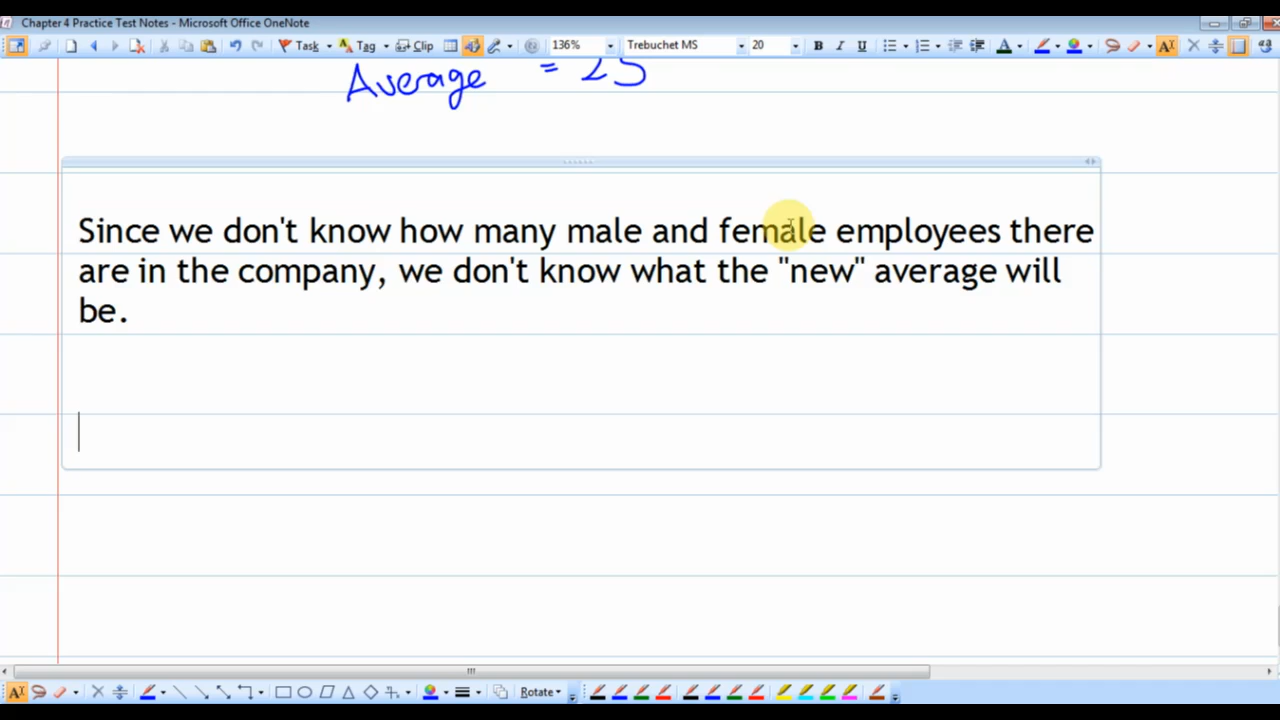 Chapter 4 Practice Test Notes - Microsoft Office OneNote
Task Tag Clip 136% Trebuchet MS 20 B I U A
Average = 25
Since we don't know how many male and female employees there
are in the company, we don't know what the "new" average will
be.
Rotate